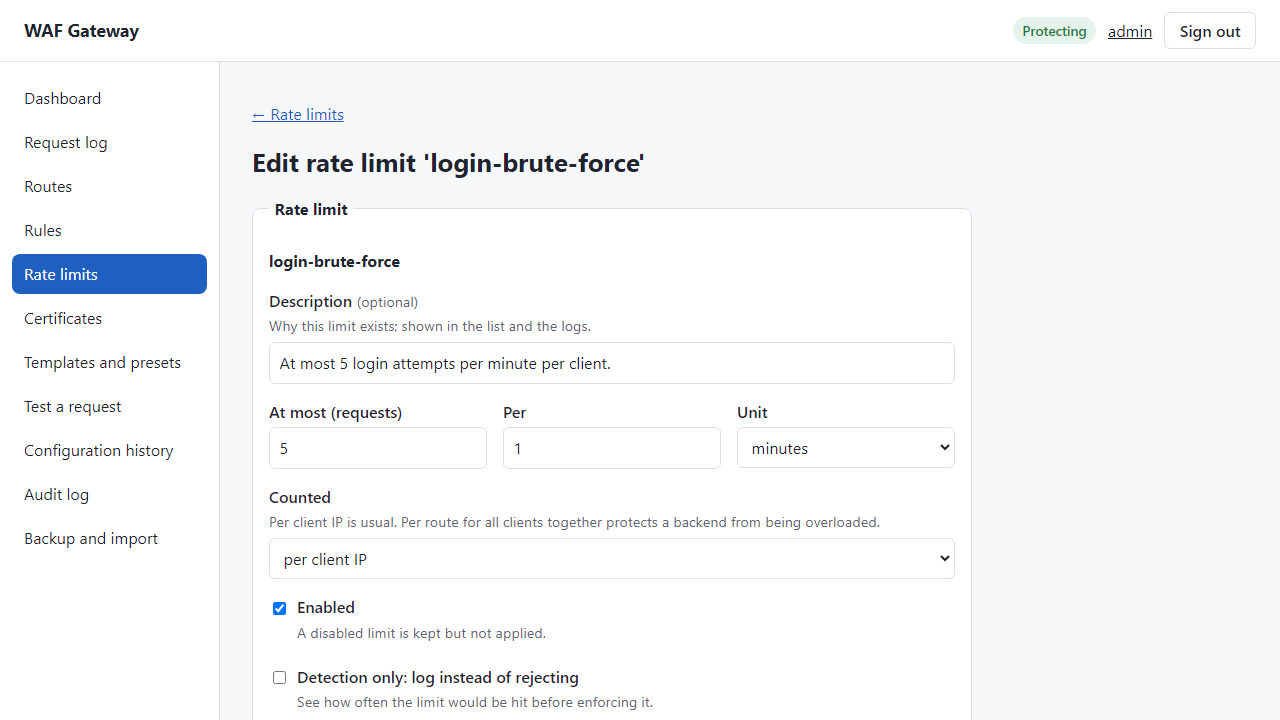 WAF Gateway
Protecting
admin
Sign out
Dashboard
Request log
Routes
Rules
Rate limits
Certificates
Templates and presets
Test a request
Configuration history
Audit log
Backup and import
← Rate limits
Edit rate limit 'login-brute-force'
Rate limit
login-brute-force
Description (optional)
Why this limit exists; shown in the list and the logs.
At most 5 login attempts per minute per client.
At most (requests)
Per
Unit
5
1
minutes
Counted
Per client IP is usual. Per route for all clients together protects a backend from being overloaded.
per client IP
Enabled
A disabled limit is kept but not applied.
Detection only: log instead of rejecting
See how often the limit would be hit before enforcing it.